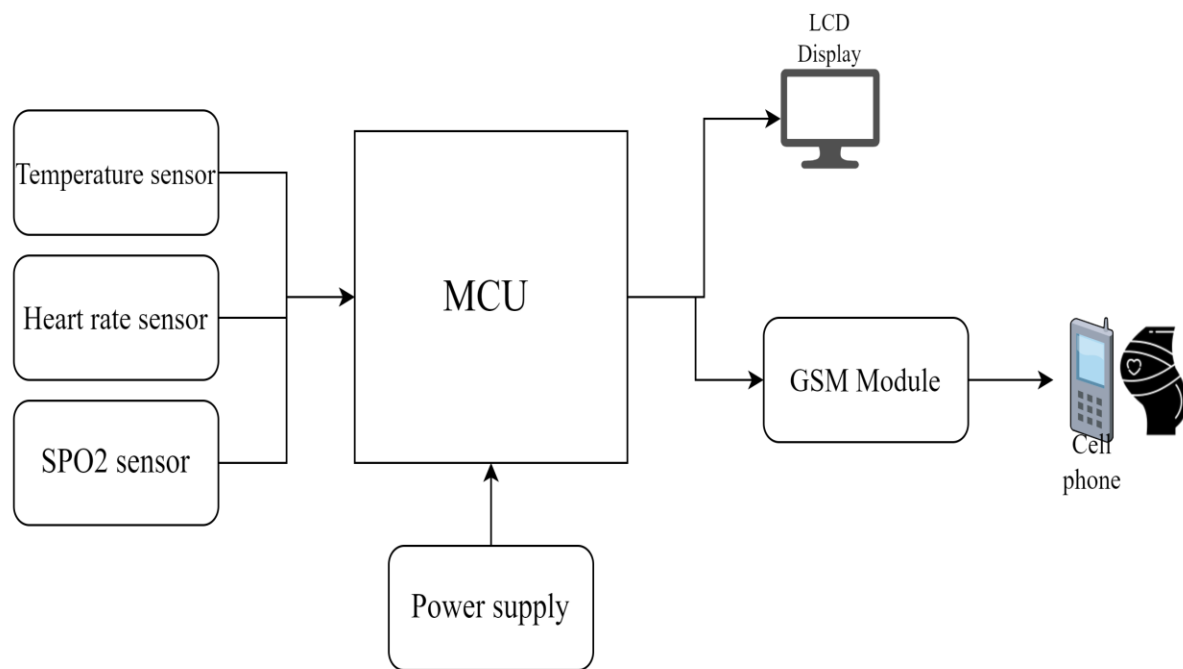 LCD
Display
Temperature sensor
Heart rate sensor
SPO2 sensor
MCU
GSM Module
Cell
phone
Power supply